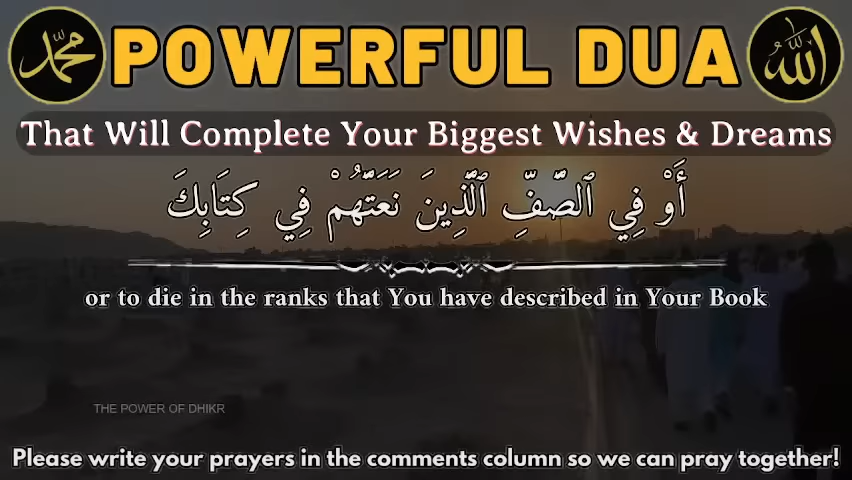 محمد
POWERFUL DUA
الله
That Will Complete Your Biggest Wishes & Dreams
أَوْ فِي ٱلصَّفِّ ٱلَّذِينَ نَعَتَّهُمْ فِي كِتَابِكَ
or to die in the ranks that You have described in Your Book
THE POWER OF DHIKR
Please write your prayers in the comments column so we can pray together!